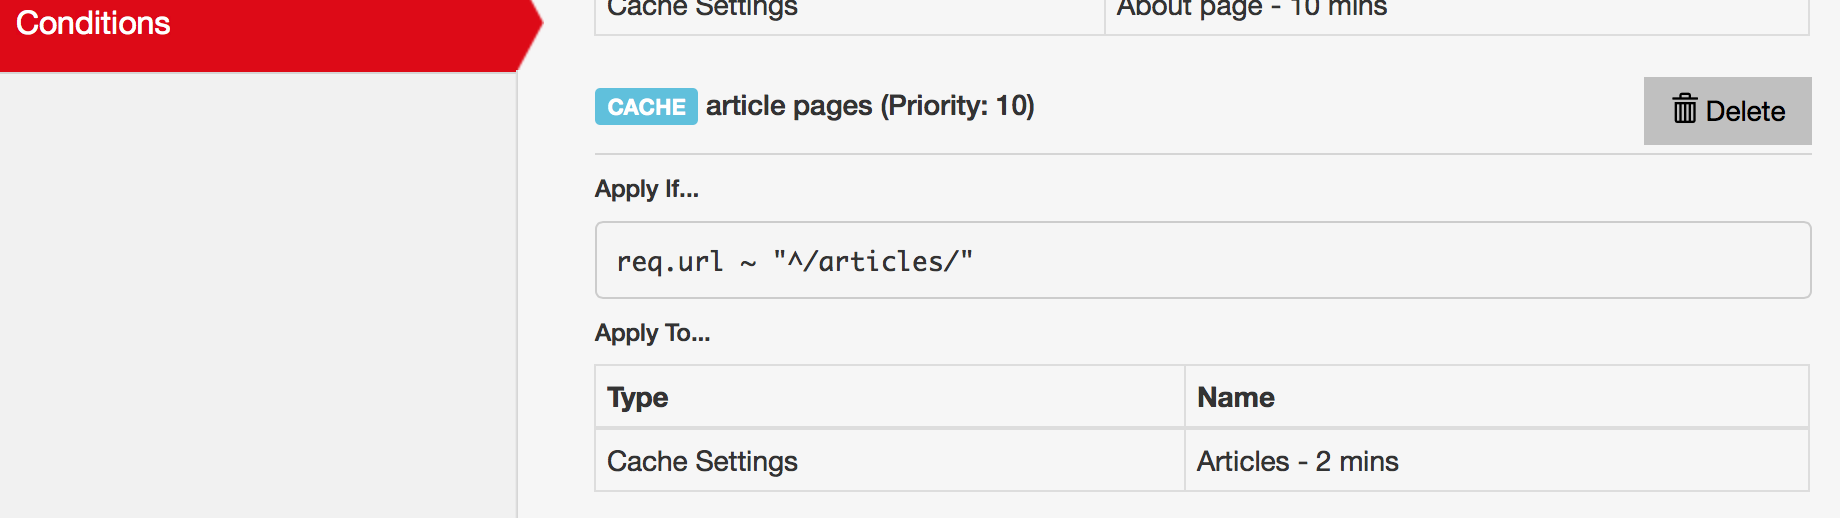 Conditions
Cache Settings About page - 10 mins
CACHE article pages (Priority: 10)
Delete
Apply If...
req.url ~ "^/articles/"
Apply To...
Type Name
Cache Settings Articles - 2 mins